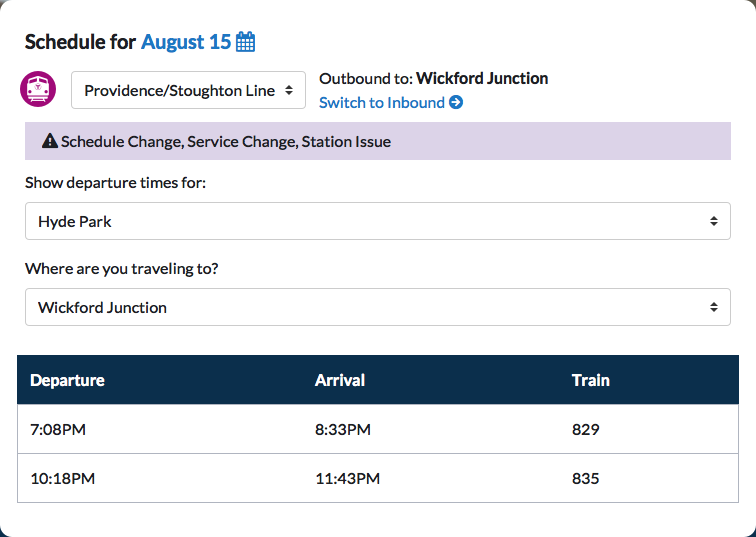 Schedule for August 15
Providence/Stoughton Line
Outbound to: Wickford Junction
Switch to Inbound
Schedule Change, Service Change, Station Issue
Show departure times for:
Hyde Park
Where are you traveling to?
Wickford Junction
Departure Arrival Train
7:08PM 8:33PM 829
10:18PM 11:43PM 835